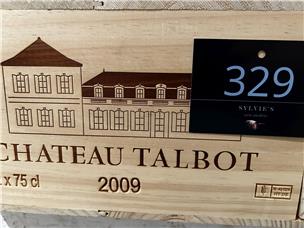 329
SYLVIE'S
CHATEAU TALBOT
x 75 cl
2009